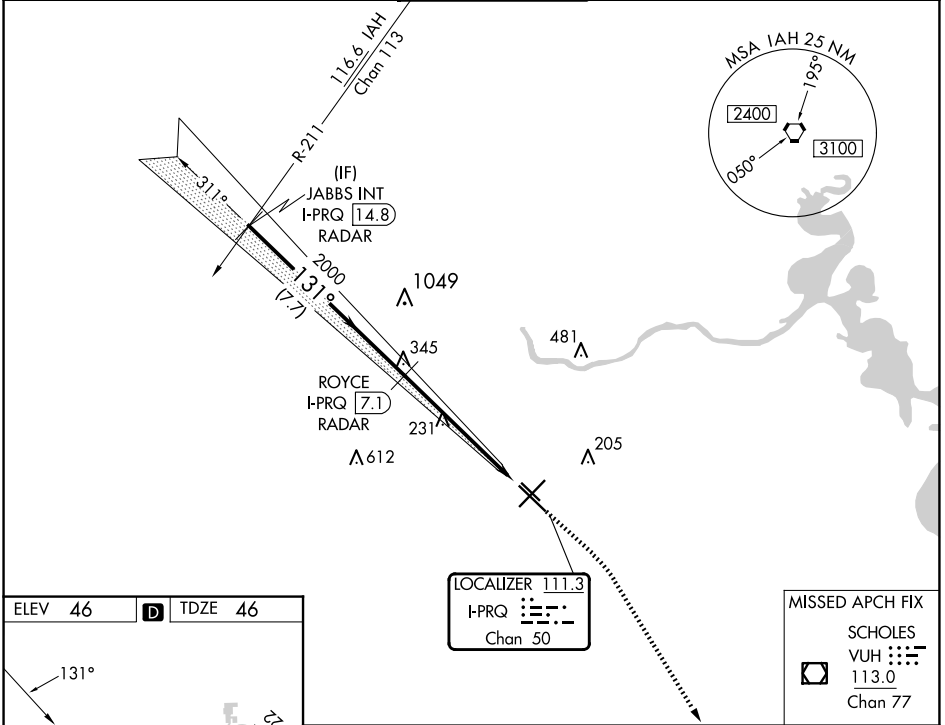 116.6 IAH
Chan 113
R-211
MSA IAH 25 NM
195°
2400
3100
050°
311°
(IF)
JABBS INT
I-PRQ 14.8
RADAR
2000
131°
(7.7)
1049
345
481
ROYCE
I-PRQ 7.1
RADAR
231
612
205
LOCALIZER 111.3
I-PRQ
Chan 50
ELEV 46 D TDZE 46
131°
22
MISSED APCH FIX
SCHOLES
VUH
113.0
Chan 77